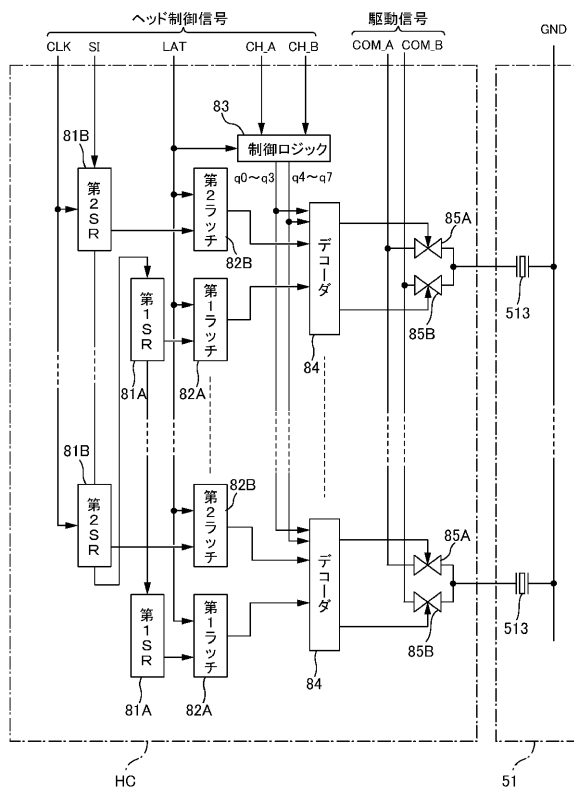 ヘッド制御信号
駆動信号
CLK SI LAT CH_A CH_B COM_A COM_B GND
83
制御ロジック
q0～q3 q4～q7
81B
第2SR
第2ラッチ
82B
85A
デコーダ
513
第1SR
第1ラッチ
85B
81A
82A
84
81B
第2SR
第2ラッチ
82B
85A
デコーダ
513
第1SR
第1ラッチ
85B
84
81A
82A
HC
51